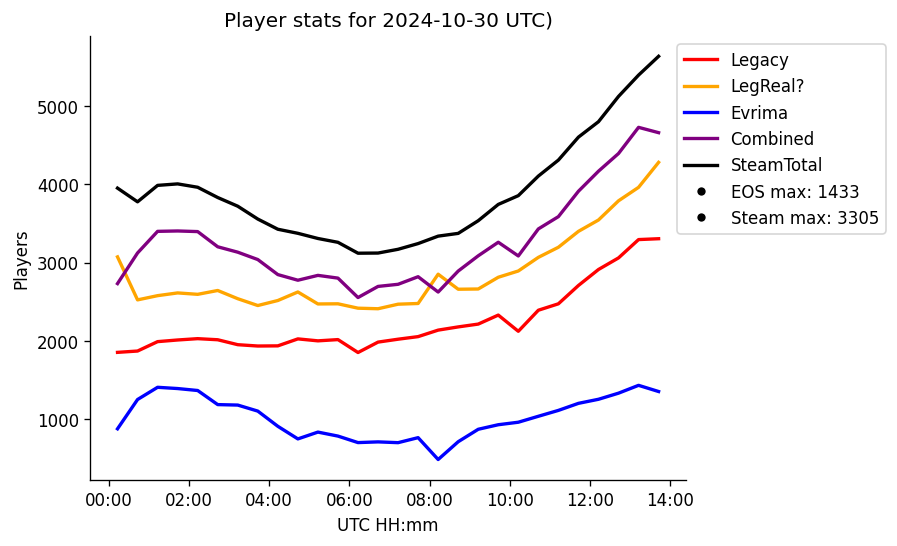 Player stats for 2024-10-30 UTC)
Players
5000
4000
3000
2000
1000
00:00 02:00 04:00 06:00 08:00 10:00 12:00 14:00
UTC HH:mm
Legacy
LegReal?
Evrima
Combined
SteamTotal
EOS max: 1433
Steam max: 3305